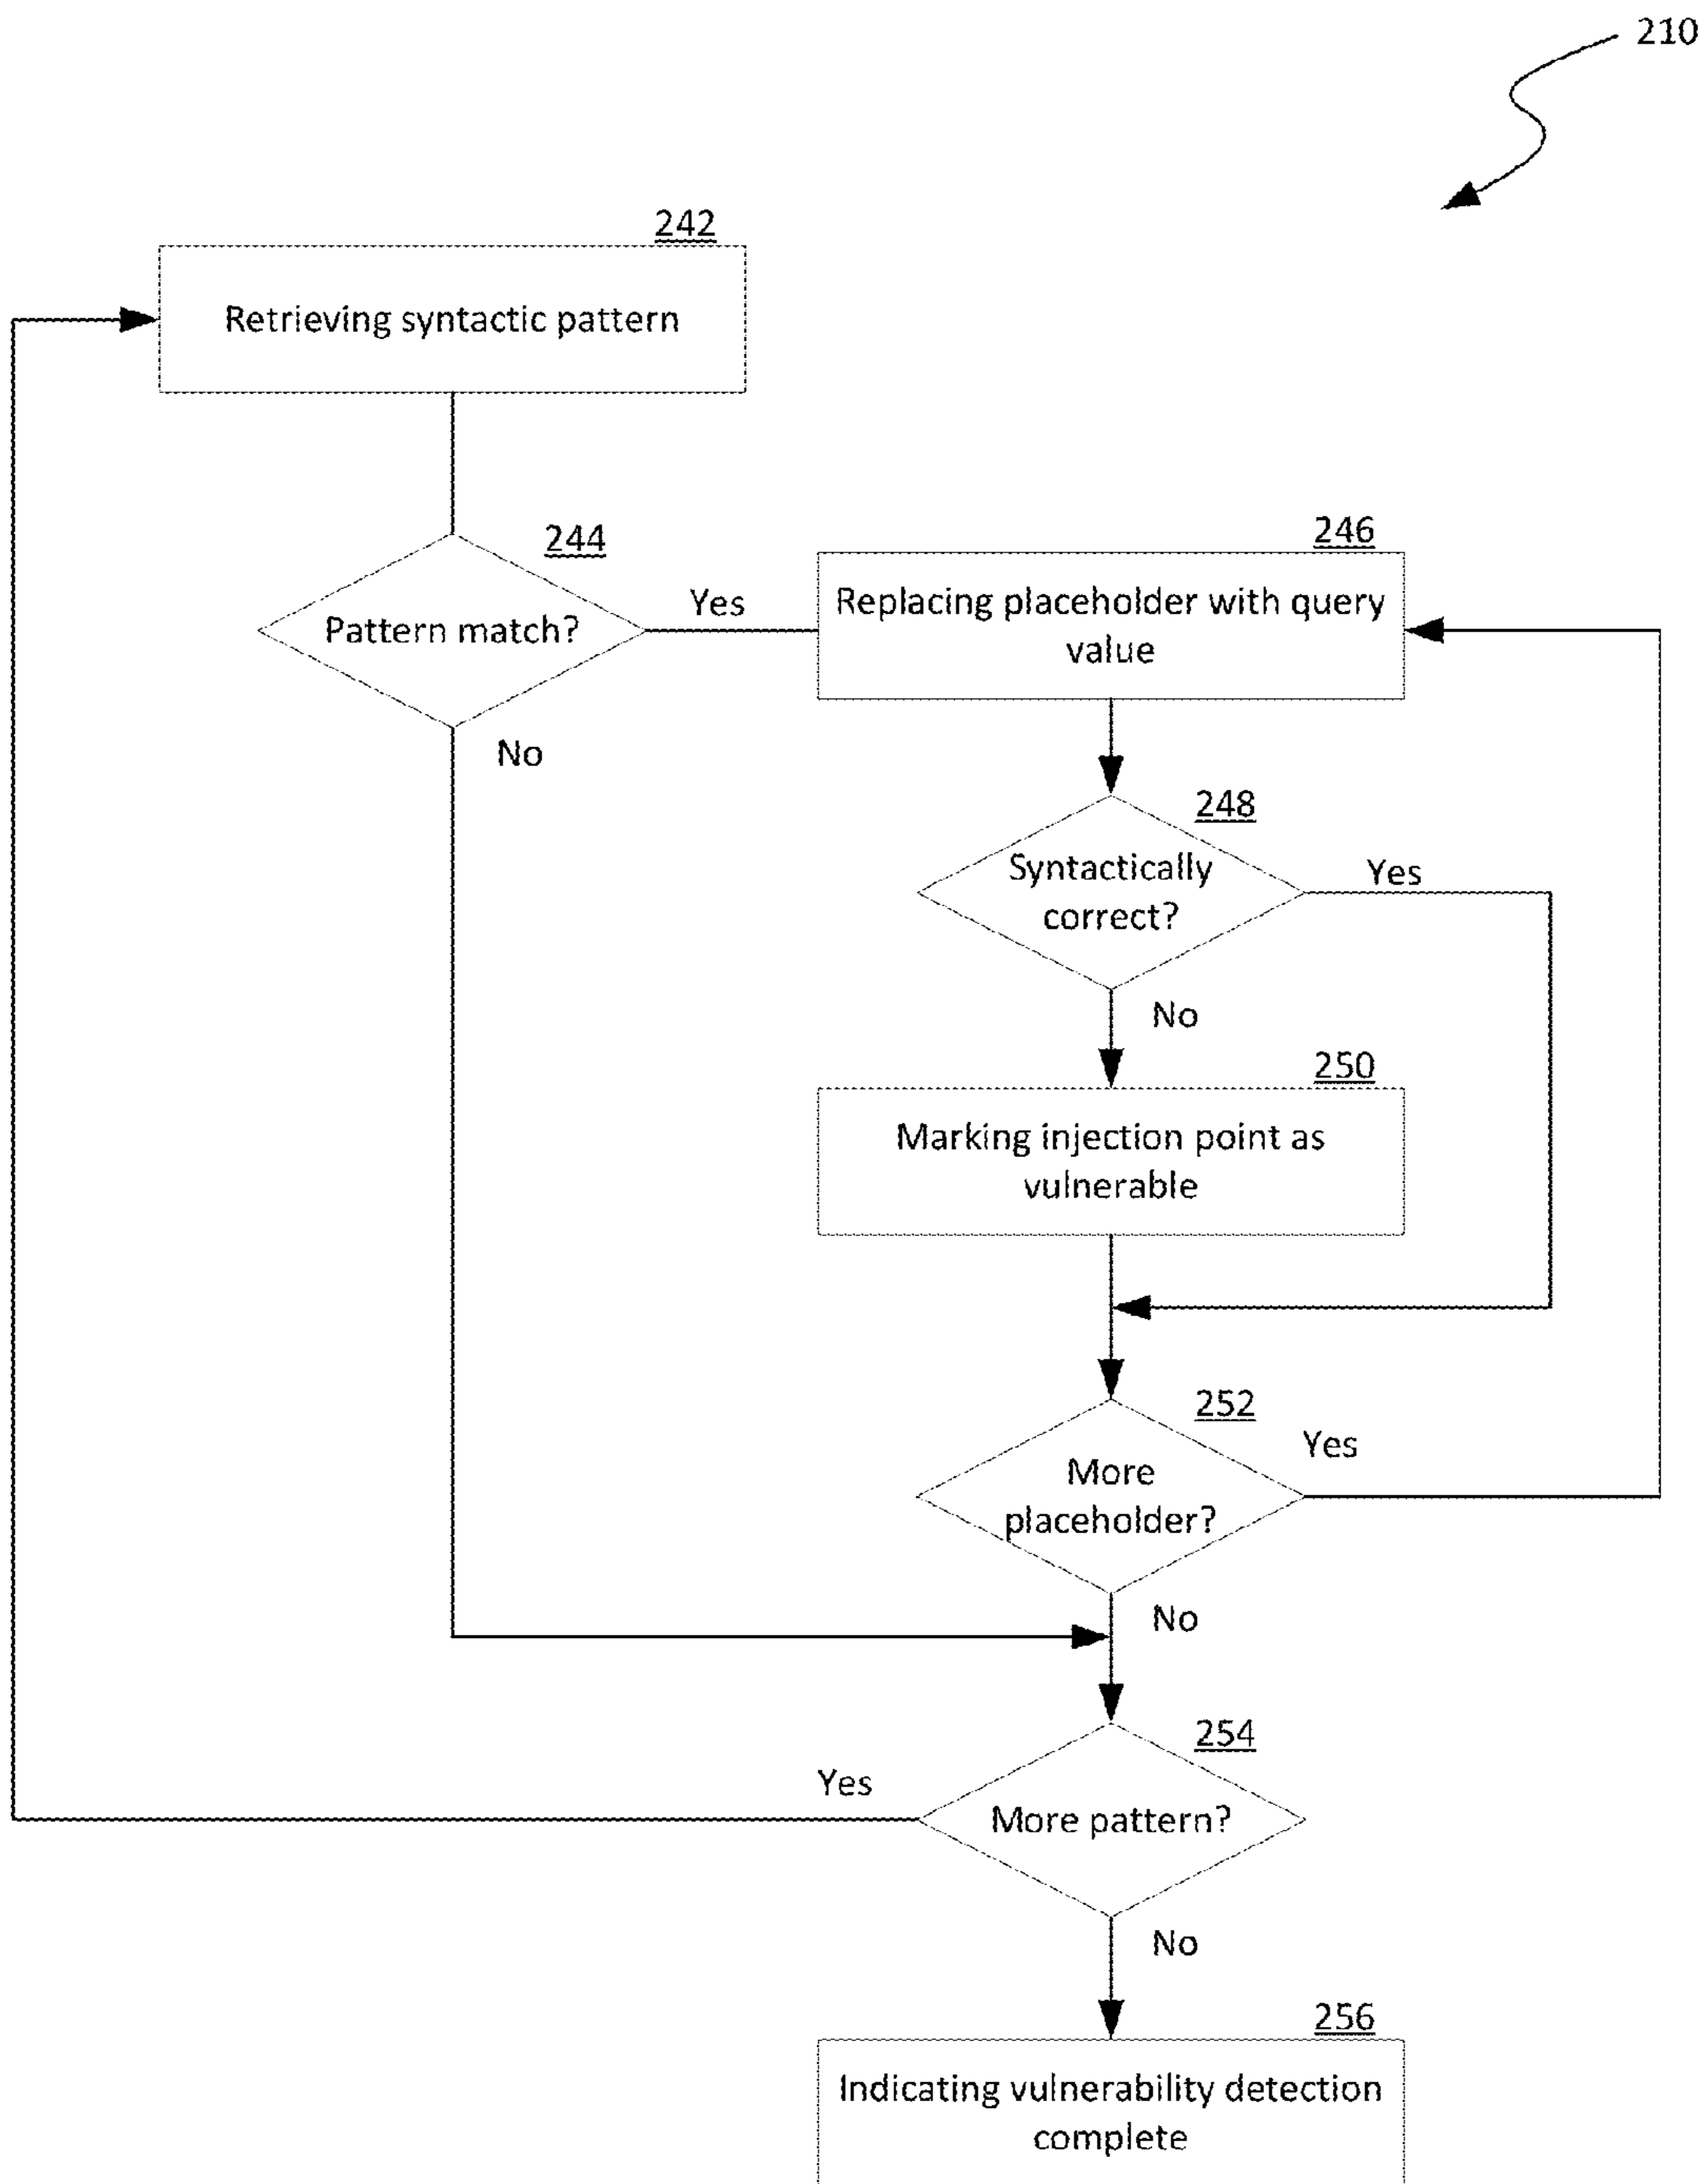 210
242
Retrieving syntactic pattern
244
Pattern match?
Yes
No
246
Replacing placeholder with query
value
248
Syntactically
correct?
Yes
No
250
Marking injection point as
vulnerable
252
More
placeholder?
Yes
No
254
More pattern?
Yes
No
256
Indicating vulnerability detection
complete